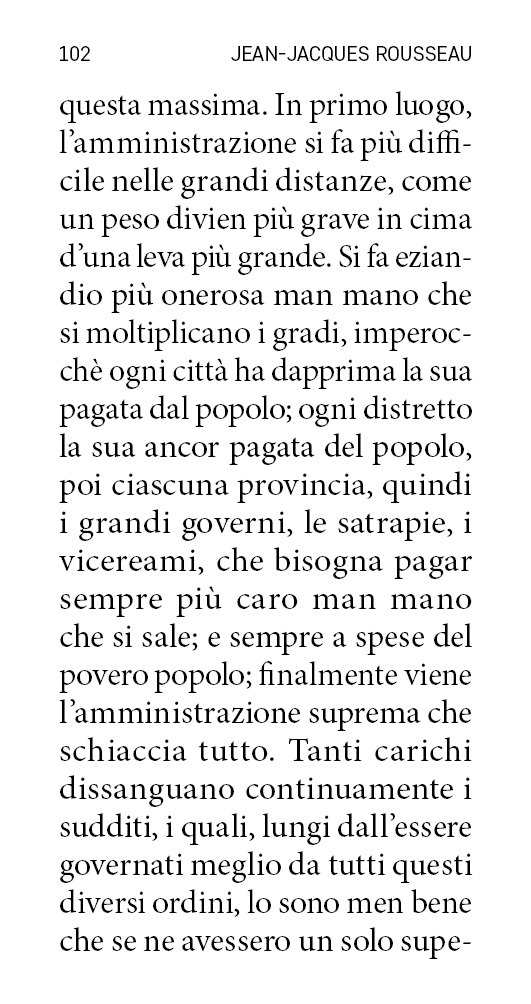 102 JEAN-JACQUES ROUSSEAU
questa massima. In primo luogo,
l’amministrazione si fa più diffi-
cile nelle grandi distanze, come
un peso divien più grave in cima
d’una leva più grande. Si fa ezian-
dio più onerosa man mano che
si moltiplicano i gradi, imperoc-
chè ogni città ha dapprima la sua
pagata dal popolo; ogni distretto
la sua ancor pagata del popolo,
poi ciascuna provincia, quindi
i grandi governi, le satrapie, i
vicereami, che bisogna pagar
sempre più caro man mano
che si sale; e sempre a spese del
povero popolo; finalmente viene
l’amministrazione suprema che
schiaccia tutto. Tanti carichi
dissanguano continuamente i
sudditi, i quali, lungi dall’essere
governati meglio da tutti questi
diversi ordini, lo sono men bene
che se ne avessero un solo supe-